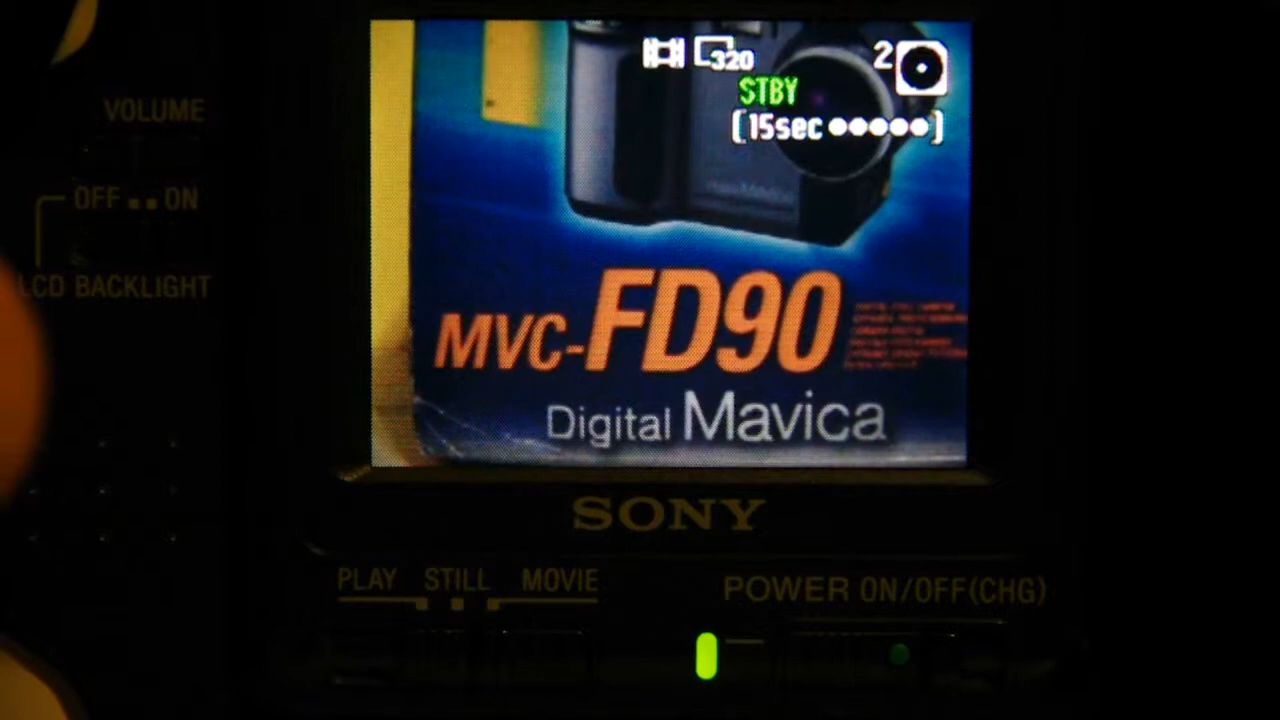 VOLUME
OFF ON
LCD BACKLIGHT
320
2
STBY
[15sec●●●●●]
MVC-FD90
Digital Mavica
SONY
PLAY STILL MOVIE
POWER ON/OFF(CHG)